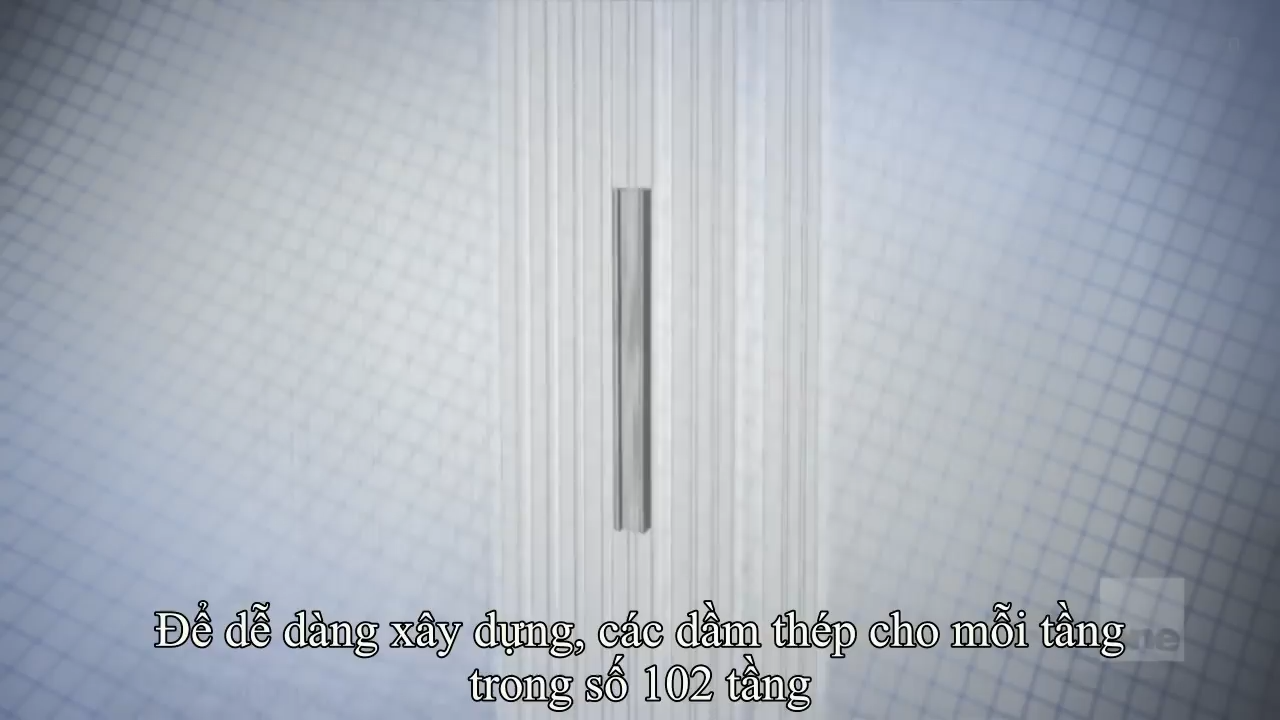 Để dễ dàng xây dựng, các dầm thép cho mỗi tầng
trong số 102 tầng